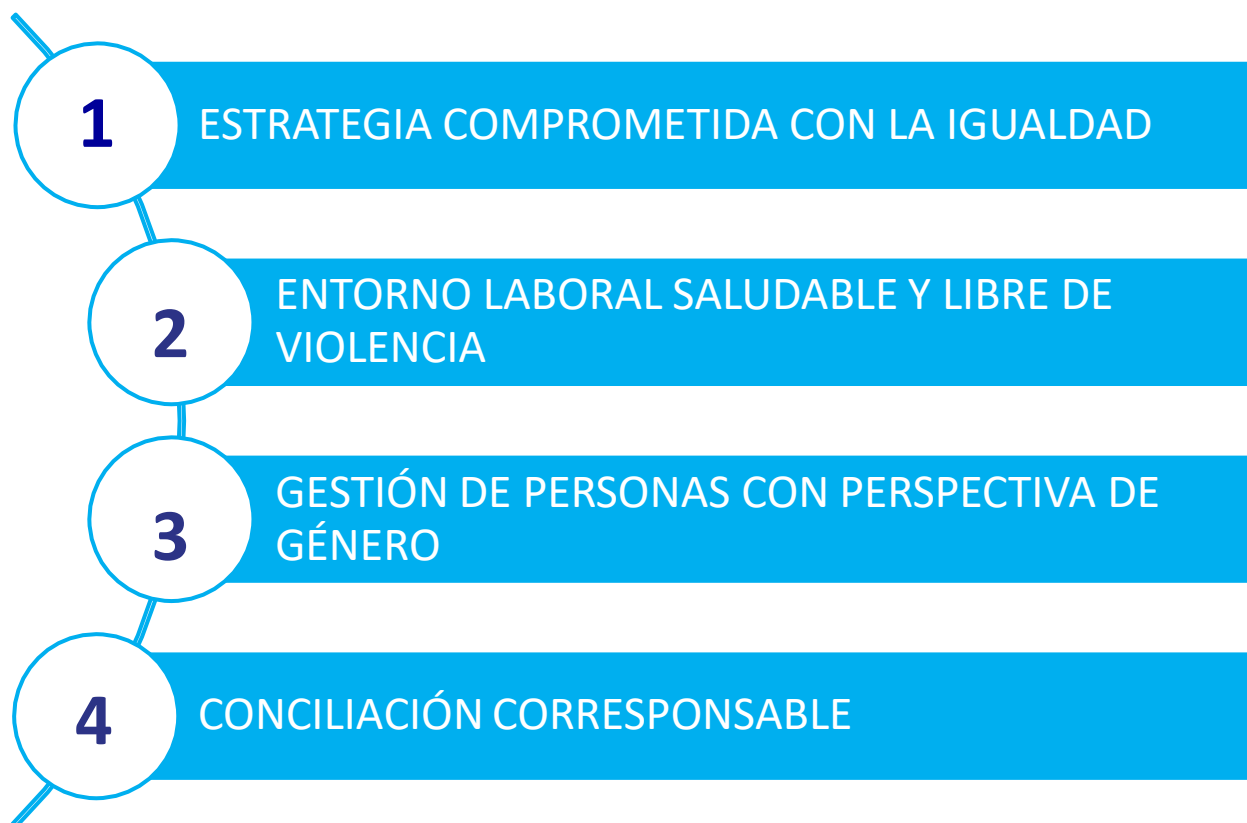 1
ESTRATEGIA COMPROMETIDA CON LA IGUALDAD
2
ENTORNO LABORAL SALUDABLE Y LIBRE DE
VIOLENCIA
3
GESTIÓN DE PERSONAS CON PERSPECTIVA DE
GÉNERO
4
CONCILIACIÓN CORRESPONSABLE